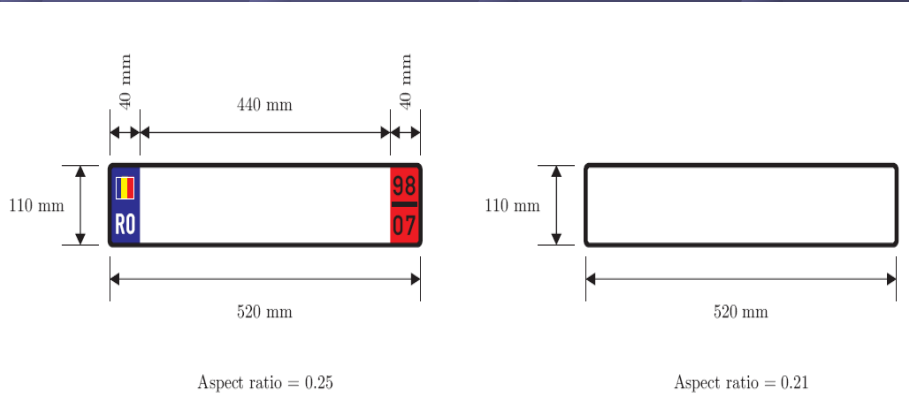 40 mm
440 mm
40 mm
110 mm
RO
98
07
520 mm
Aspect ratio = 0.25
110 mm
520 mm
Aspect ratio = 0.21